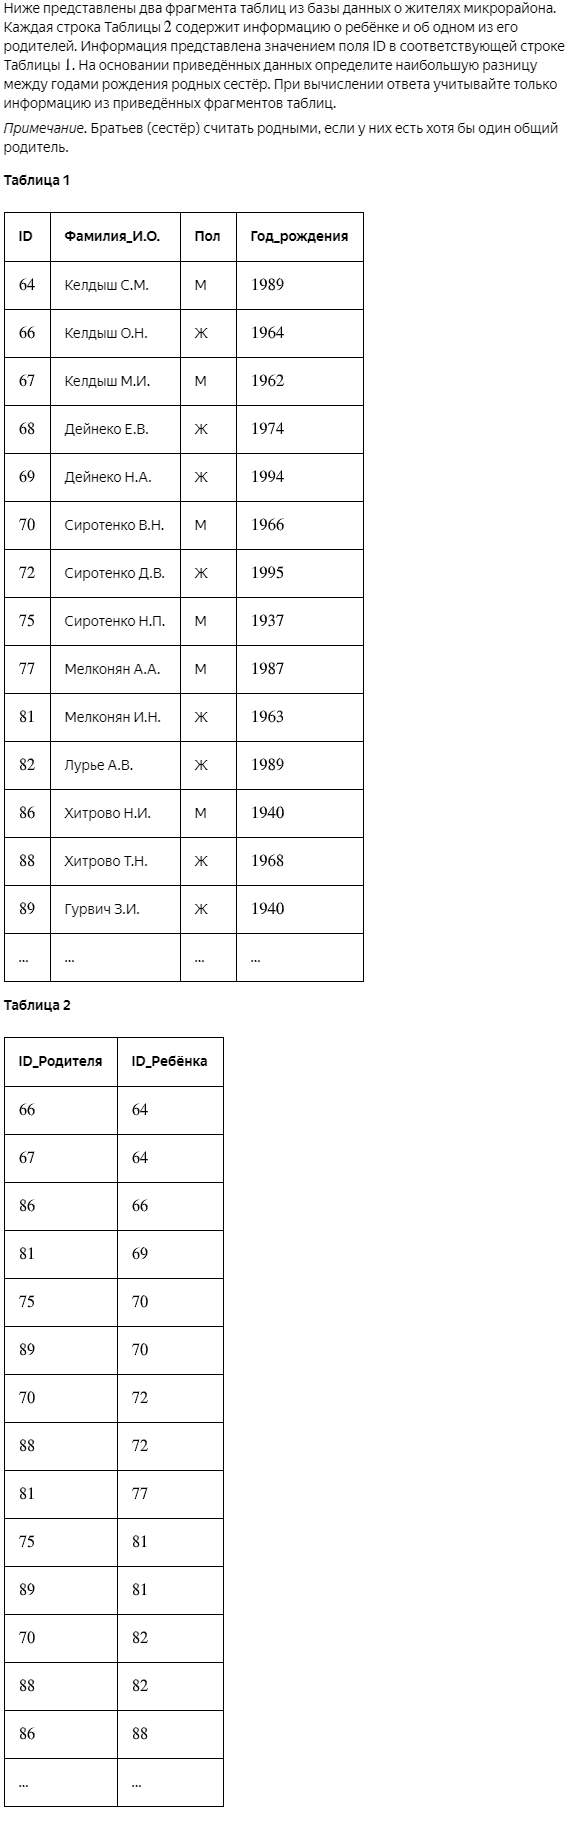 Ниже представлены два фрагмента таблиц из базы данных о жителях микрорайона.
Каждая строка Таблицы 2 содержит информацию о ребёнке и об одном из его
родителей. Информация представлена значением поля ID в соответствующей строке
Таблицы 1. На основании приведённых данных определите наибольшую разницу
между годами рождения родных сестёр. При вычислении ответа учитывайте только
информацию из приведённых фрагментов таблиц.
Примечание. Братьев (сестёр) считать родными, если у них есть хотя бы один общий
родитель.
Таблица 1
ID Фамилия_И.О. Пол Год_рождения
64 Келдыш С.М. М 1989
66 Келдыш О.Н. Ж 1964
67 Келдыш М.И. М 1962
68 Дейнеко Е.В. Ж 1974
69 Дейнеко Н.А. Ж 1994
70 Сиротенко В.Н. М 1966
72 Сиротенко Д.В. Ж 1995
75 Сиротенко Н.П. М 1937
77 Мелконян А.А. М 1987
81 Мелконян И.Н. Ж 1963
82 Лурье А.В. Ж 1989
86 Хитрово Н.И. М 1940
88 Хитрово Т.Н. Ж 1968
89 Гурвич З.И. Ж 1940
... ... ... ...
Таблица 2
ID_Родителя ID_Ребёнка
66 64
67 64
86 66
81 69
75 70
89 70
70 72
88 72
81 77
75 81
89 81
70 82
88 82
86 88
... ...